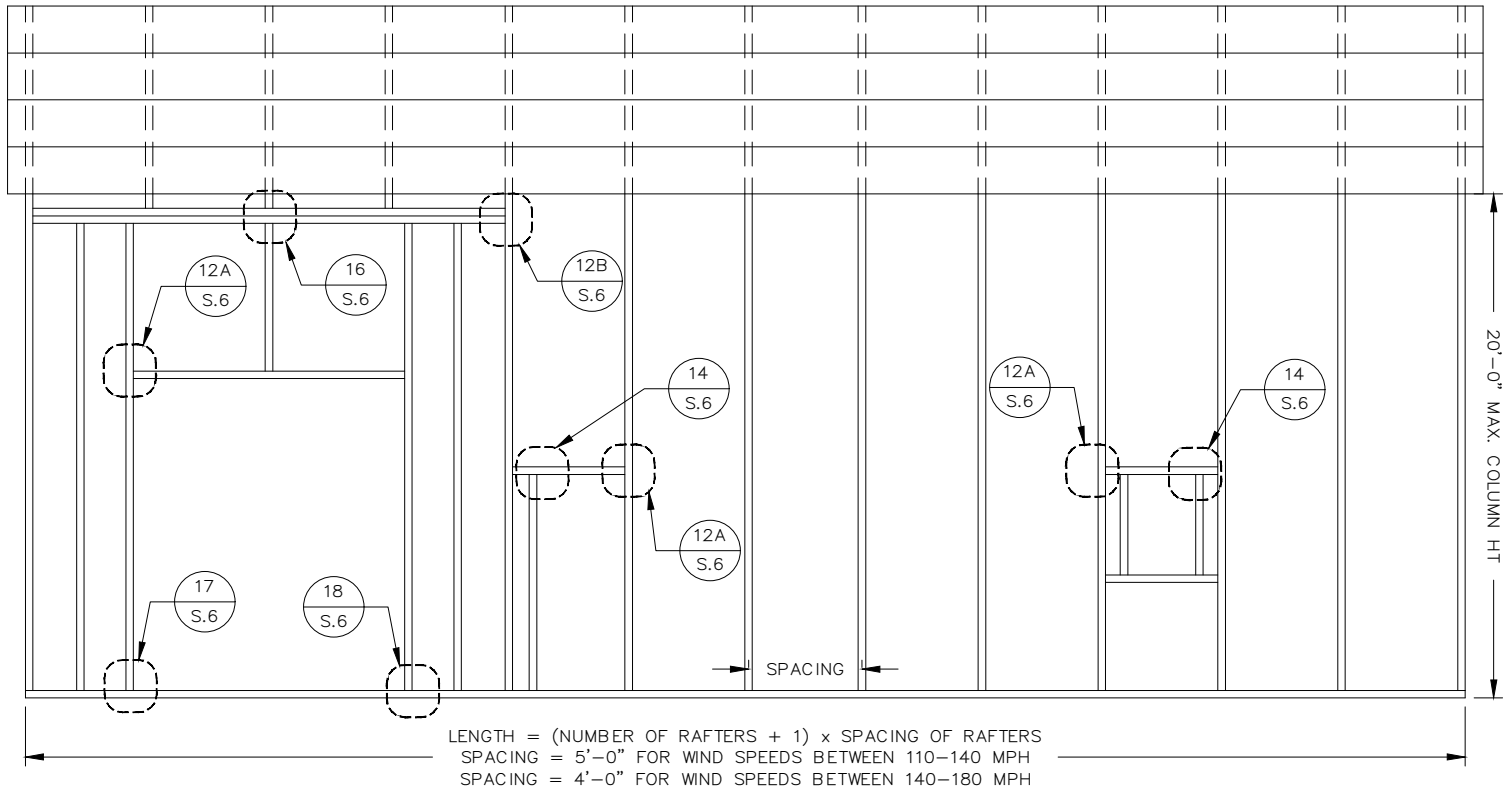 12A
S.6
16
S.6
12B
S.6
14
S.6
12A
S.6
14
S.6
12A
S.6
17
S.6
18
S.6
SPACING
20'-0" MAX. COLUMN HT
LENGTH = (NUMBER OF RAFTERS + 1) x SPACING OF RAFTERS
SPACING = 5'-0" FOR WIND SPEEDS BETWEEN 110-140 MPH
SPACING = 4'-0" FOR WIND SPEEDS BETWEEN 140-180 MPH